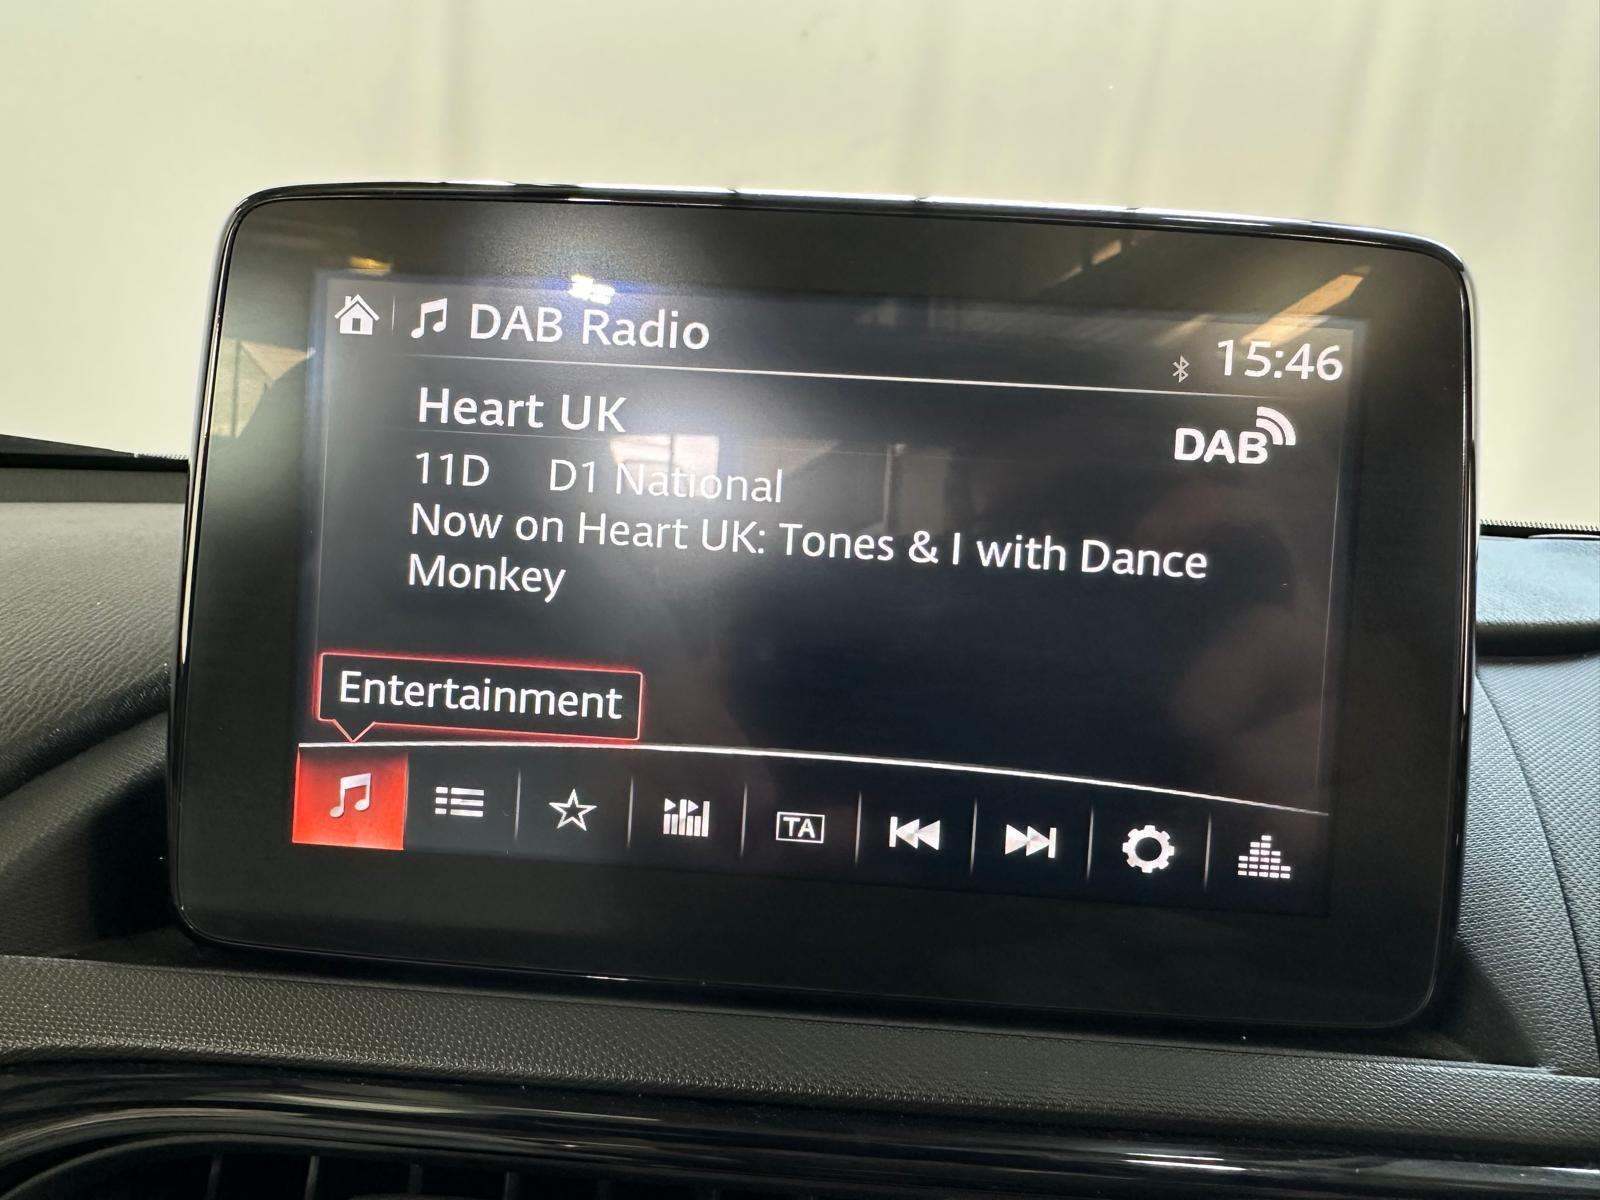 DAB Radio
15:46
Heart UK
DAB
11D D1 National
Now on Heart UK: Tones & I with Dance
Monkey
Entertainment
TA